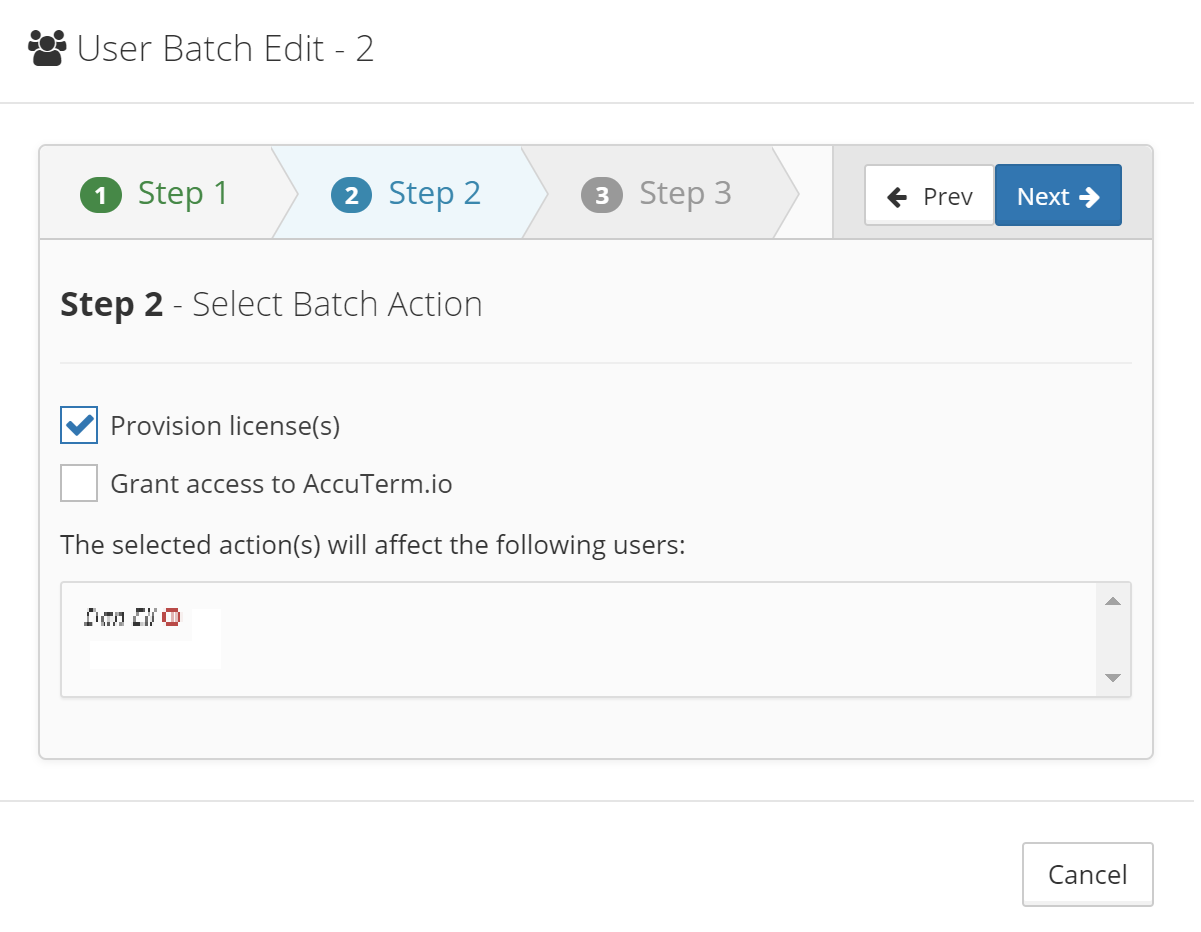 User Batch Edit - 2
1 Step 1 2 Step 2 3 Step 3 Prev Next
Step 2 - Select Batch Action
Provision license(s)
Grant access to AccuTerm.io
The selected action(s) will affect the following users:
Cancel